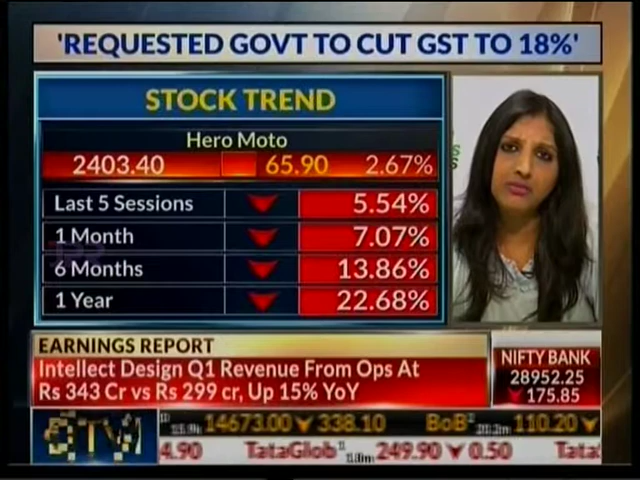 'REQUESTED GOVT TO CUT GST TO 18%'
STOCK TREND
Hero Moto
2403.40 65.90 2.67%
Last 5 Sessions 5.54%
1 Month 7.07%
6 Months 13.86%
1 Year 22.68%
EARNINGS REPORT
Intellect Design Q1 Revenue From Ops At
Rs 343 Cr vs Rs 299 cr, Up 15% YoY
NIFTY BANK
28952.25
175.85
14673.00 338.10 BoB 110.20
4.90 TataGlob 1.8m 249.90 0.50 Tata